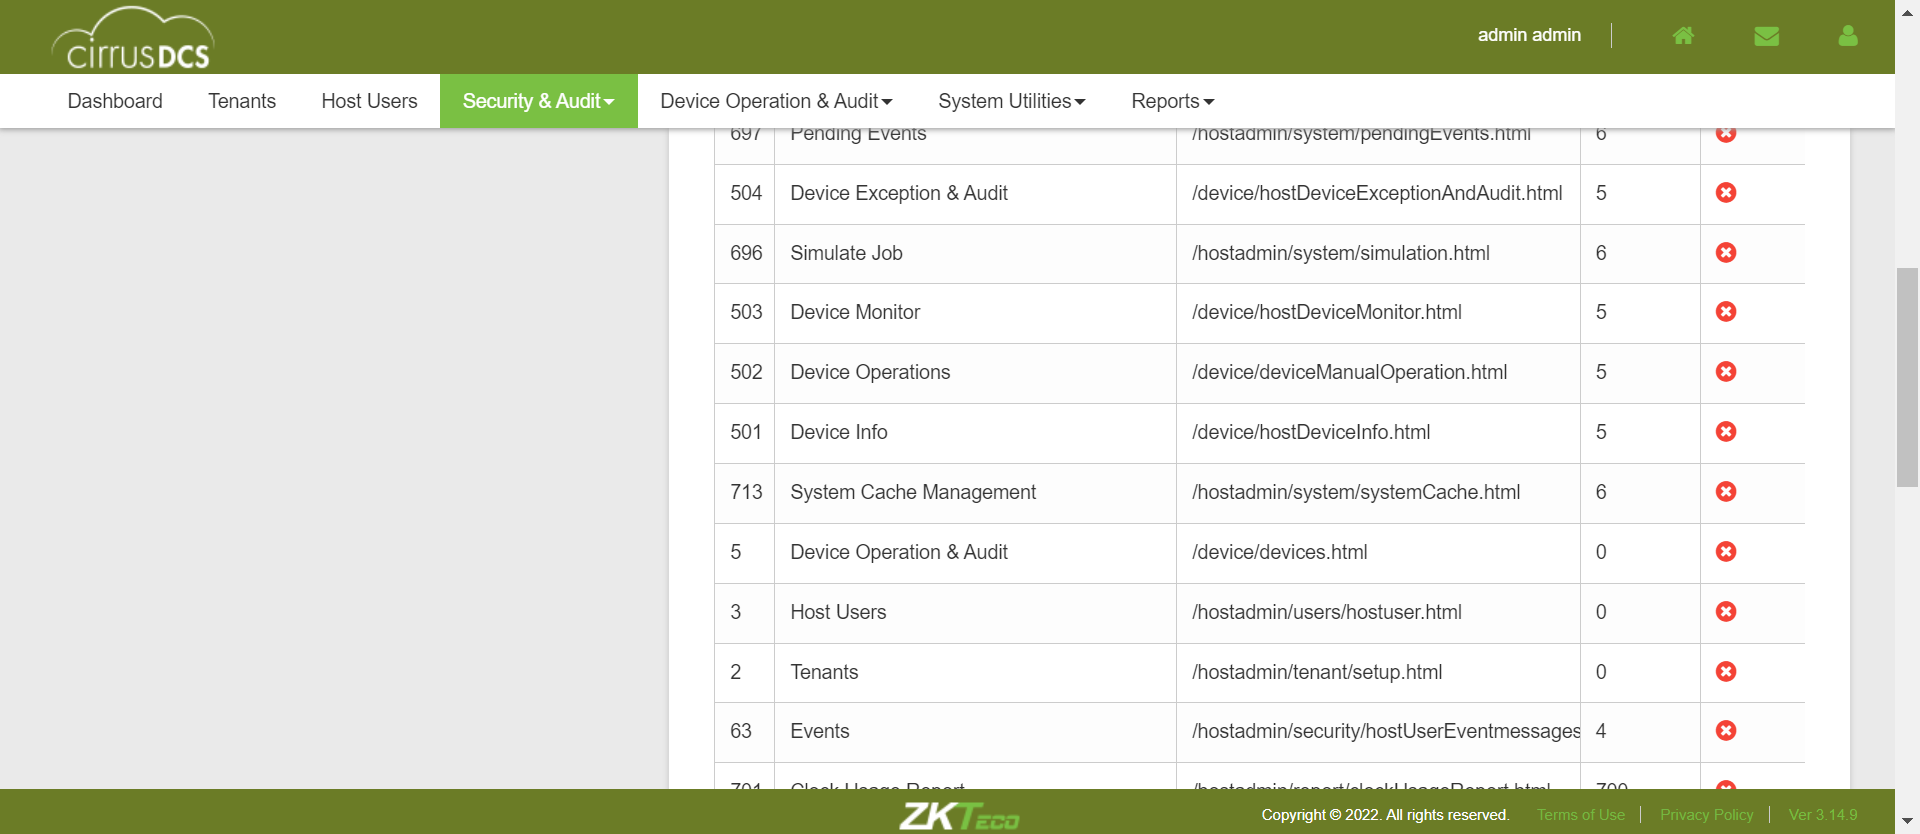 cirrusDCS
admin admin
Dashboard Tenants Host Users Security & Audit Device Operation & Audit System Utilities Reports
697 Pending Events /hostadmin/system/pendingEvents.html 6
504 Device Exception & Audit /device/hostDeviceExceptionAndAudit.html 5
696 Simulate Job /hostadmin/system/simulation.html 6
503 Device Monitor /device/hostDeviceMonitor.html 5
502 Device Operations /device/deviceManualOperation.html 5
501 Device Info /device/hostDeviceInfo.html 5
713 System Cache Management /hostadmin/system/systemCache.html 6
5 Device Operation & Audit /device/devices.html 0
3 Host Users /hostadmin/users/hostuser.html 0
2 Tenants /hostadmin/tenant/setup.html 0
63 Events /hostadmin/security/hostUserEventmessages 4
701 Clock Usage Report /hostadmin/report/clockUsageReport.html 700
ZKTeco Copyright © 2022. All rights reserved. Terms of Use Privacy Policy Ver 3.14.9